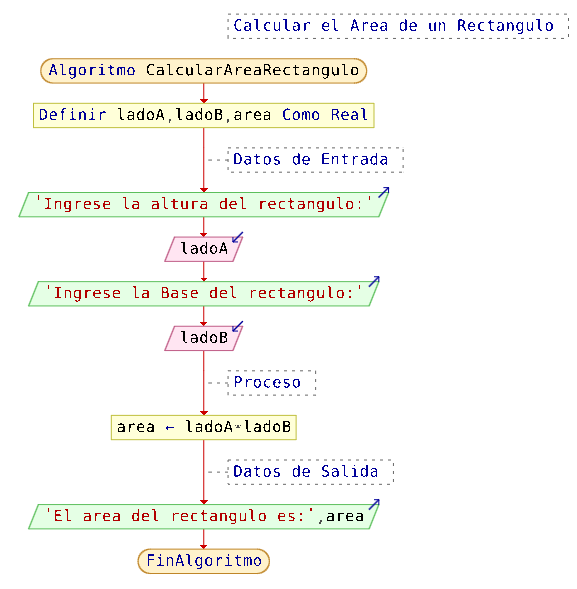 Calcular el Area de un Rectangulo
Algoritmo CalcularAreaRectangulo
Definir ladoA,ladoB,area Como Real
Datos de Entrada
'Ingrese la altura del rectangulo:'
ladoA
'Ingrese la Base del rectangulo:'
ladoB
Proceso
area ← ladoA*ladoB
Datos de Salida
'El area del rectangulo es:',area
FinAlgoritmo